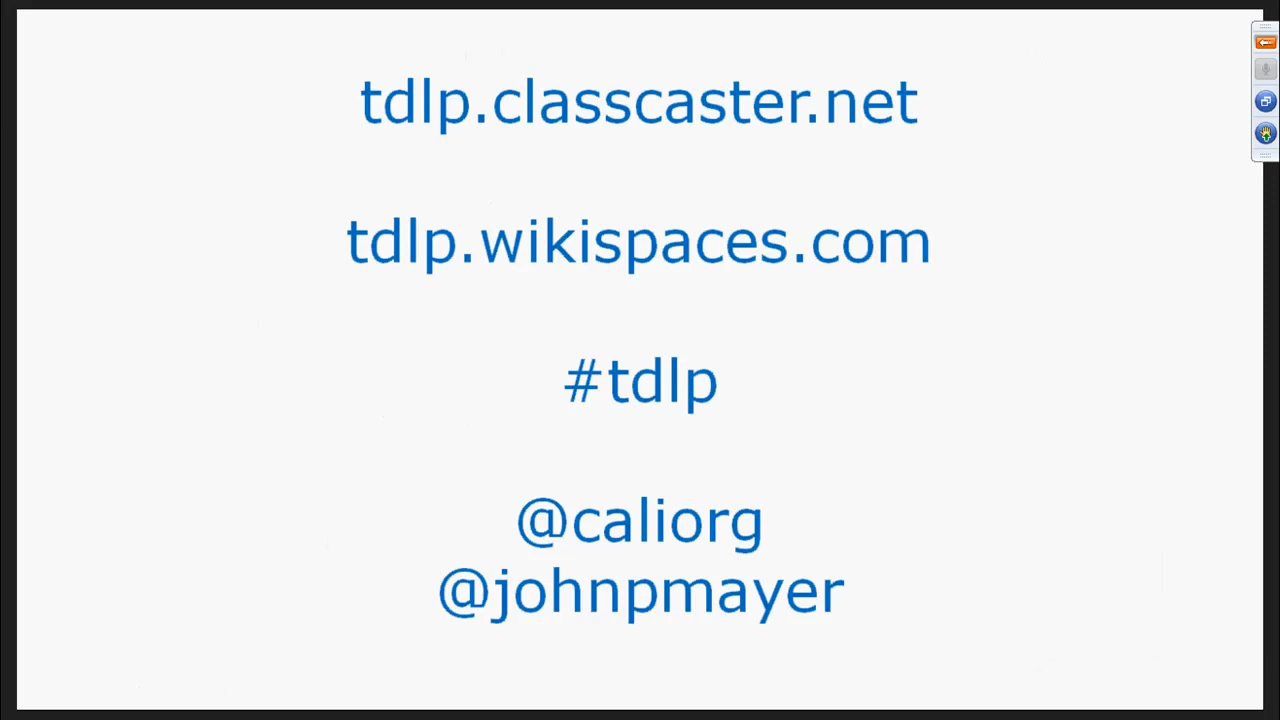 tdlp.classcaster.net
tdlp.wikispaces.com
#tdlp
@caliorg
@johnpmayer